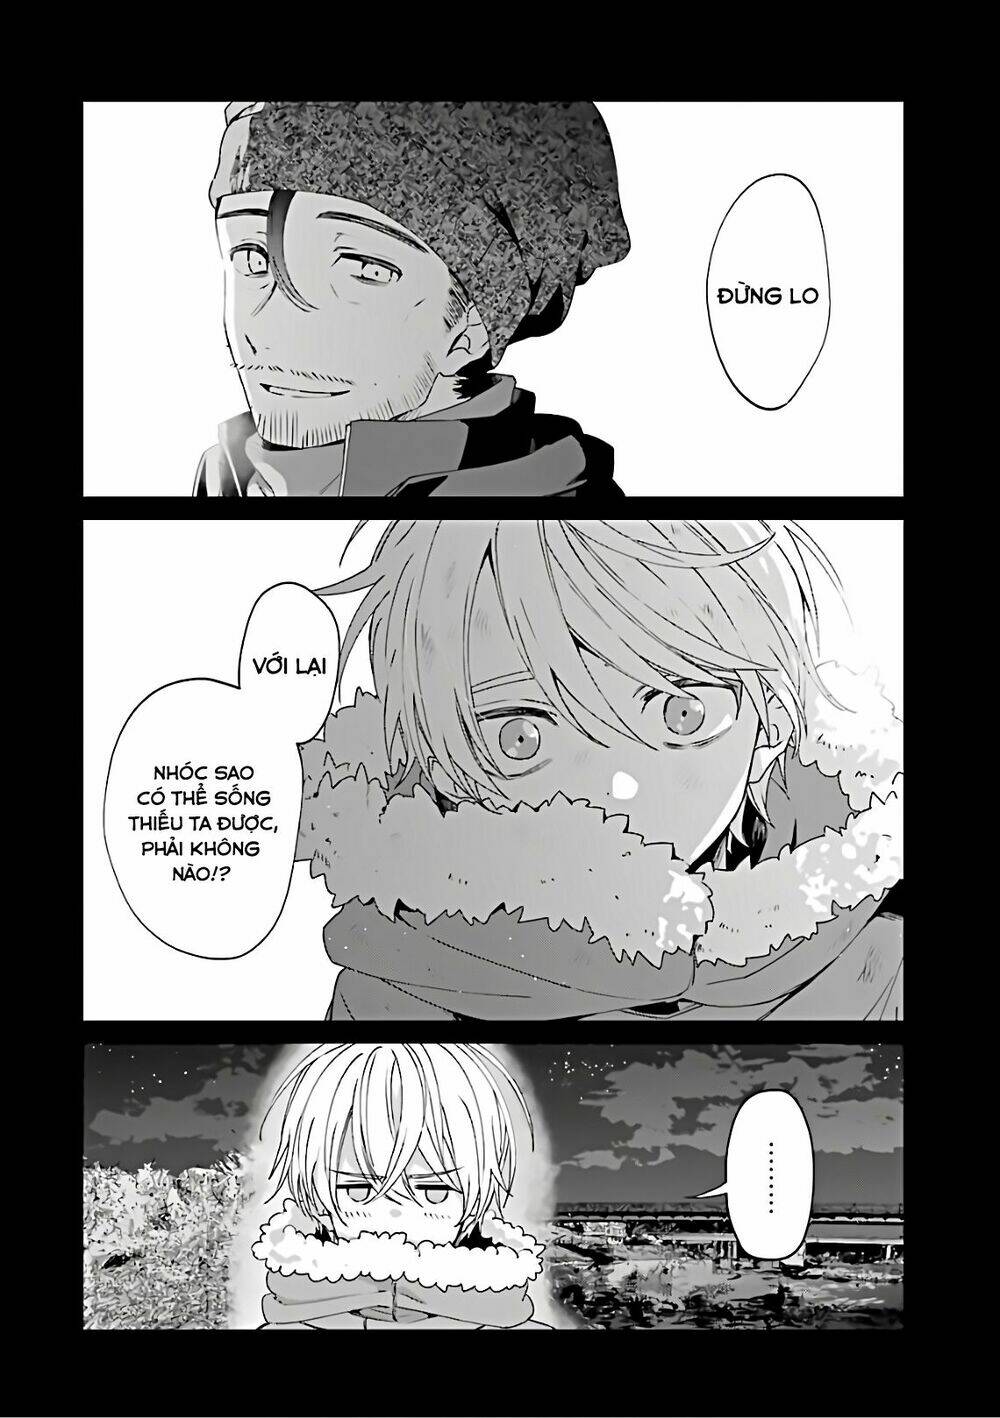 ĐỪNG LO
VỚI LẠI
NHÓC SAO
CÓ THỂ SỐNG
THIẾU TA ĐƯỢC,
PHẢI KHÔNG
NÀO!?
.........